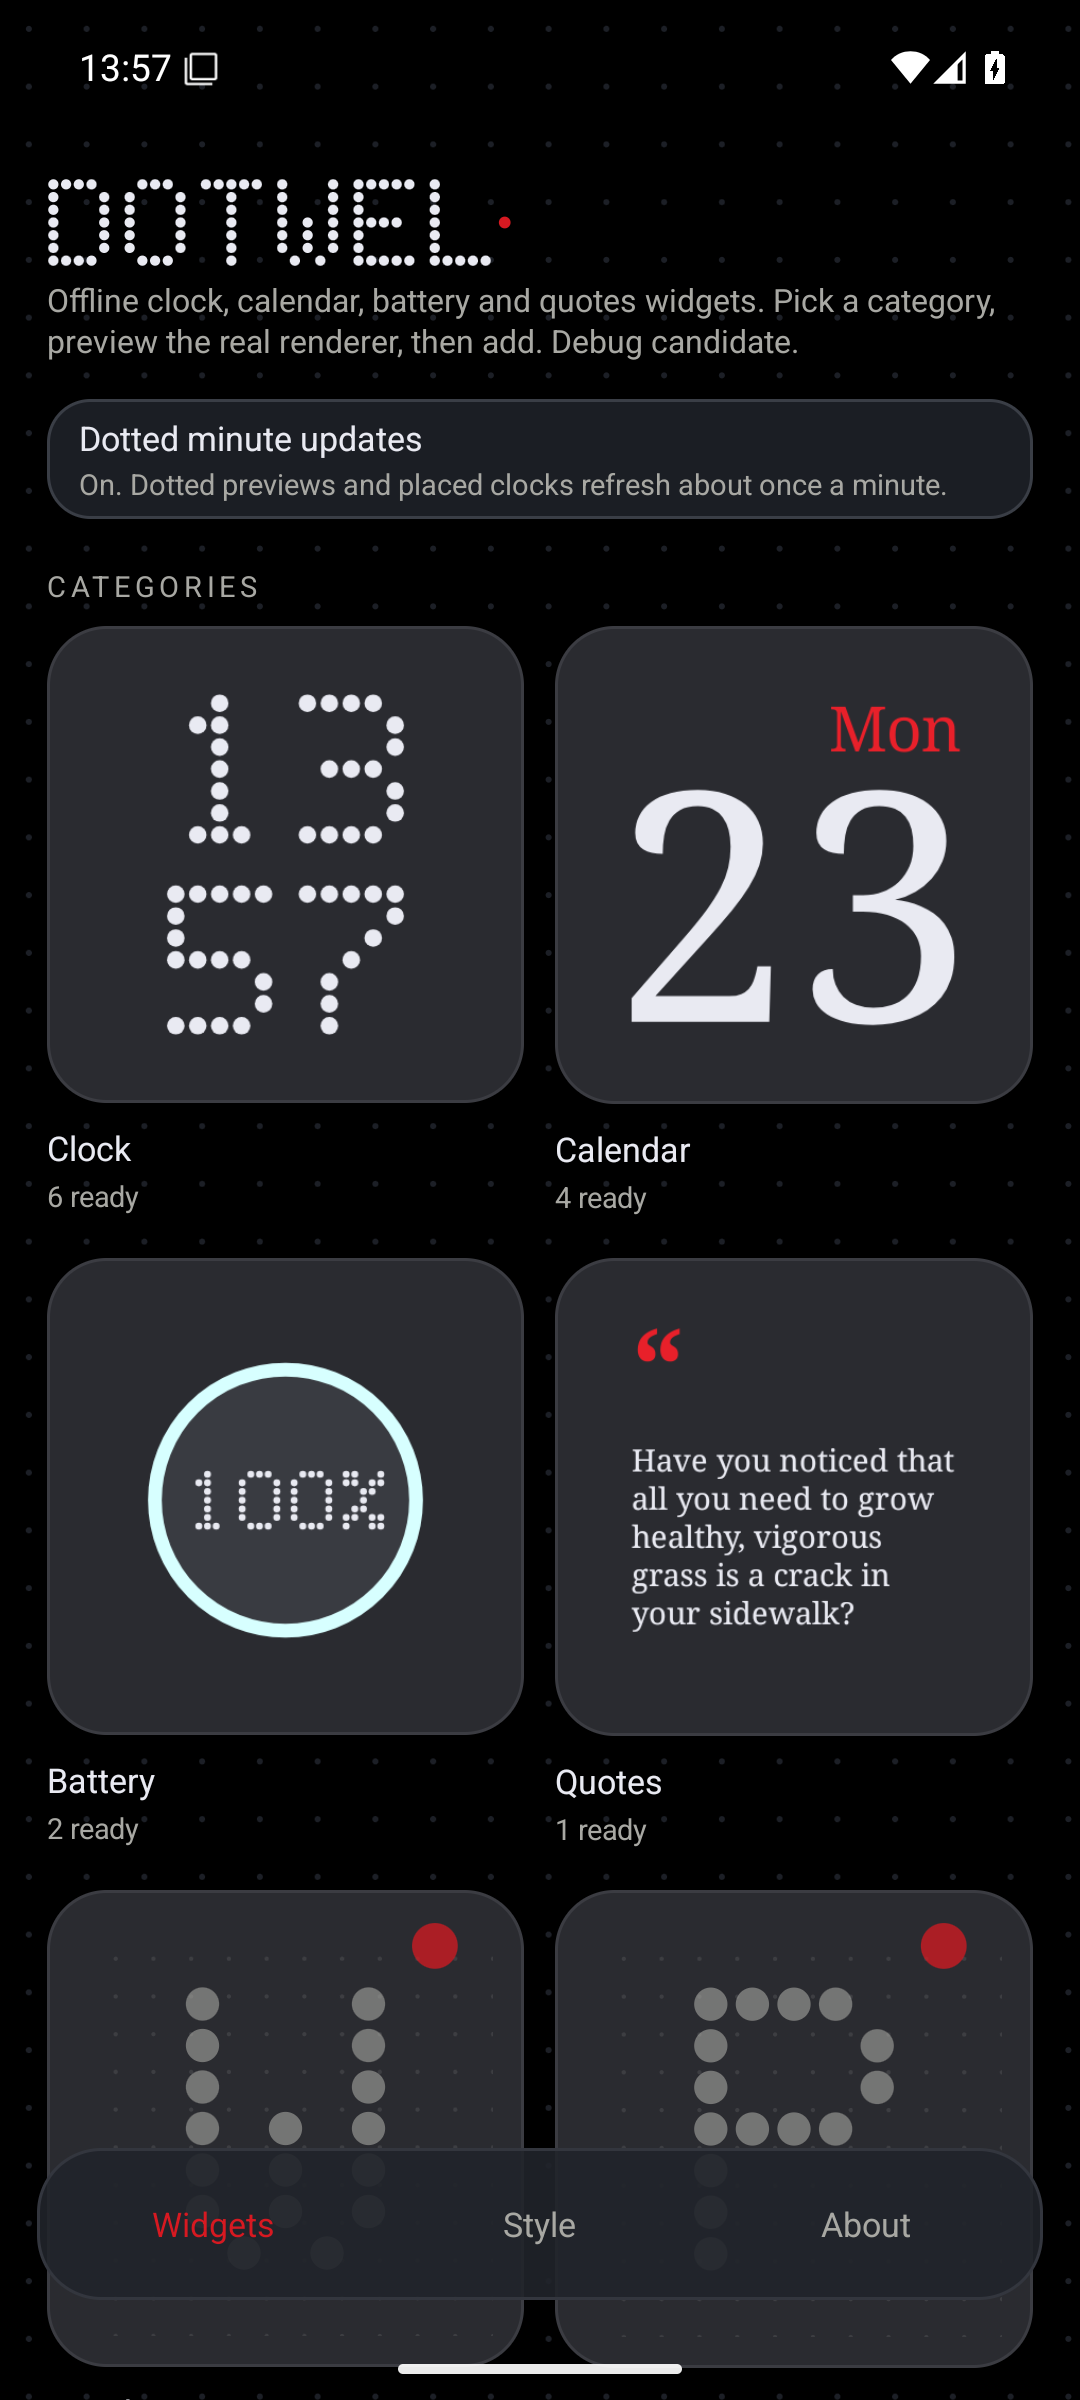 13:57
DOTWEL
Offline clock, calendar, battery and quotes widgets. Pick a category,
preview the real renderer, then add. Debug candidate.
Dotted minute updates
On. Dotted previews and placed clocks refresh about once a minute.
CATEGORIES
13
57
Mon
23
Clock
6 ready
Calendar
4 ready
100%
“
Have you noticed that
all you need to grow
healthy, vigorous
grass is a crack in
your sidewalk?
Battery
2 ready
Quotes
1 ready
W
P
Widgets
Style
About